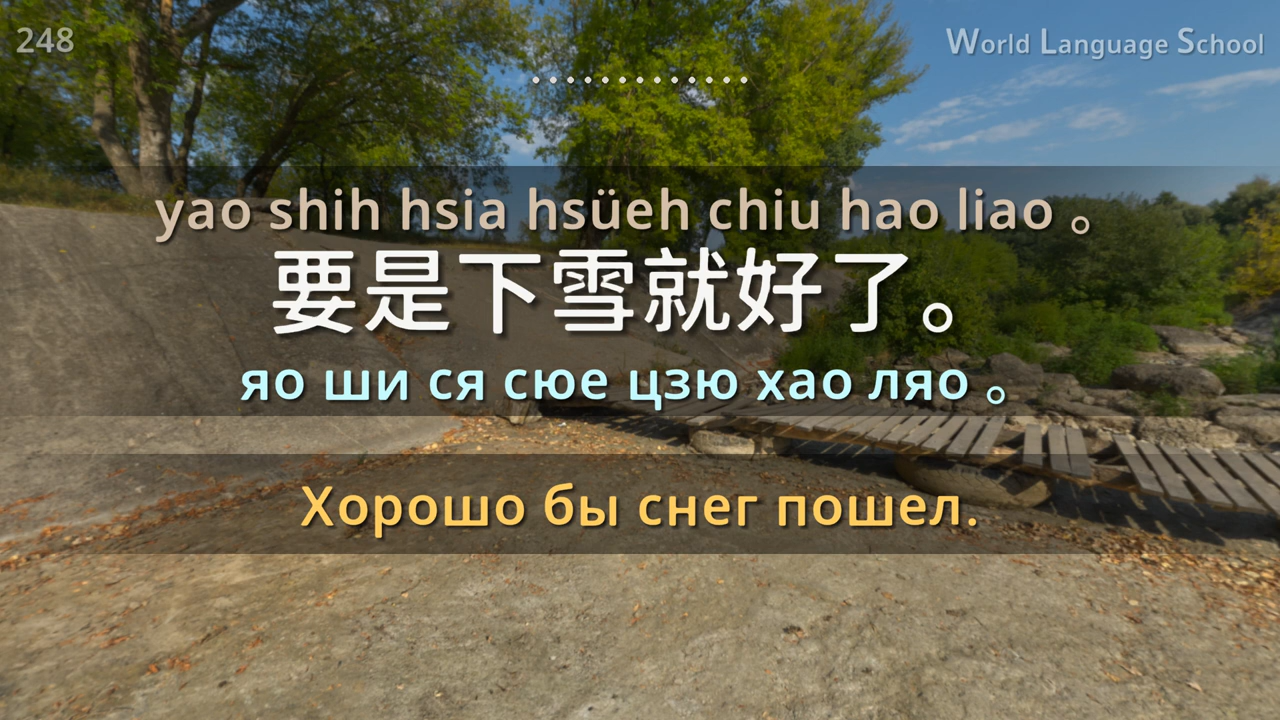 248
World Language School
yao shih hsia hsüeh chiu hao liao 。
要是下雪就好了。
яо ши ся сюе цзю хао ляо 。
Хорошо бы снег пошел.